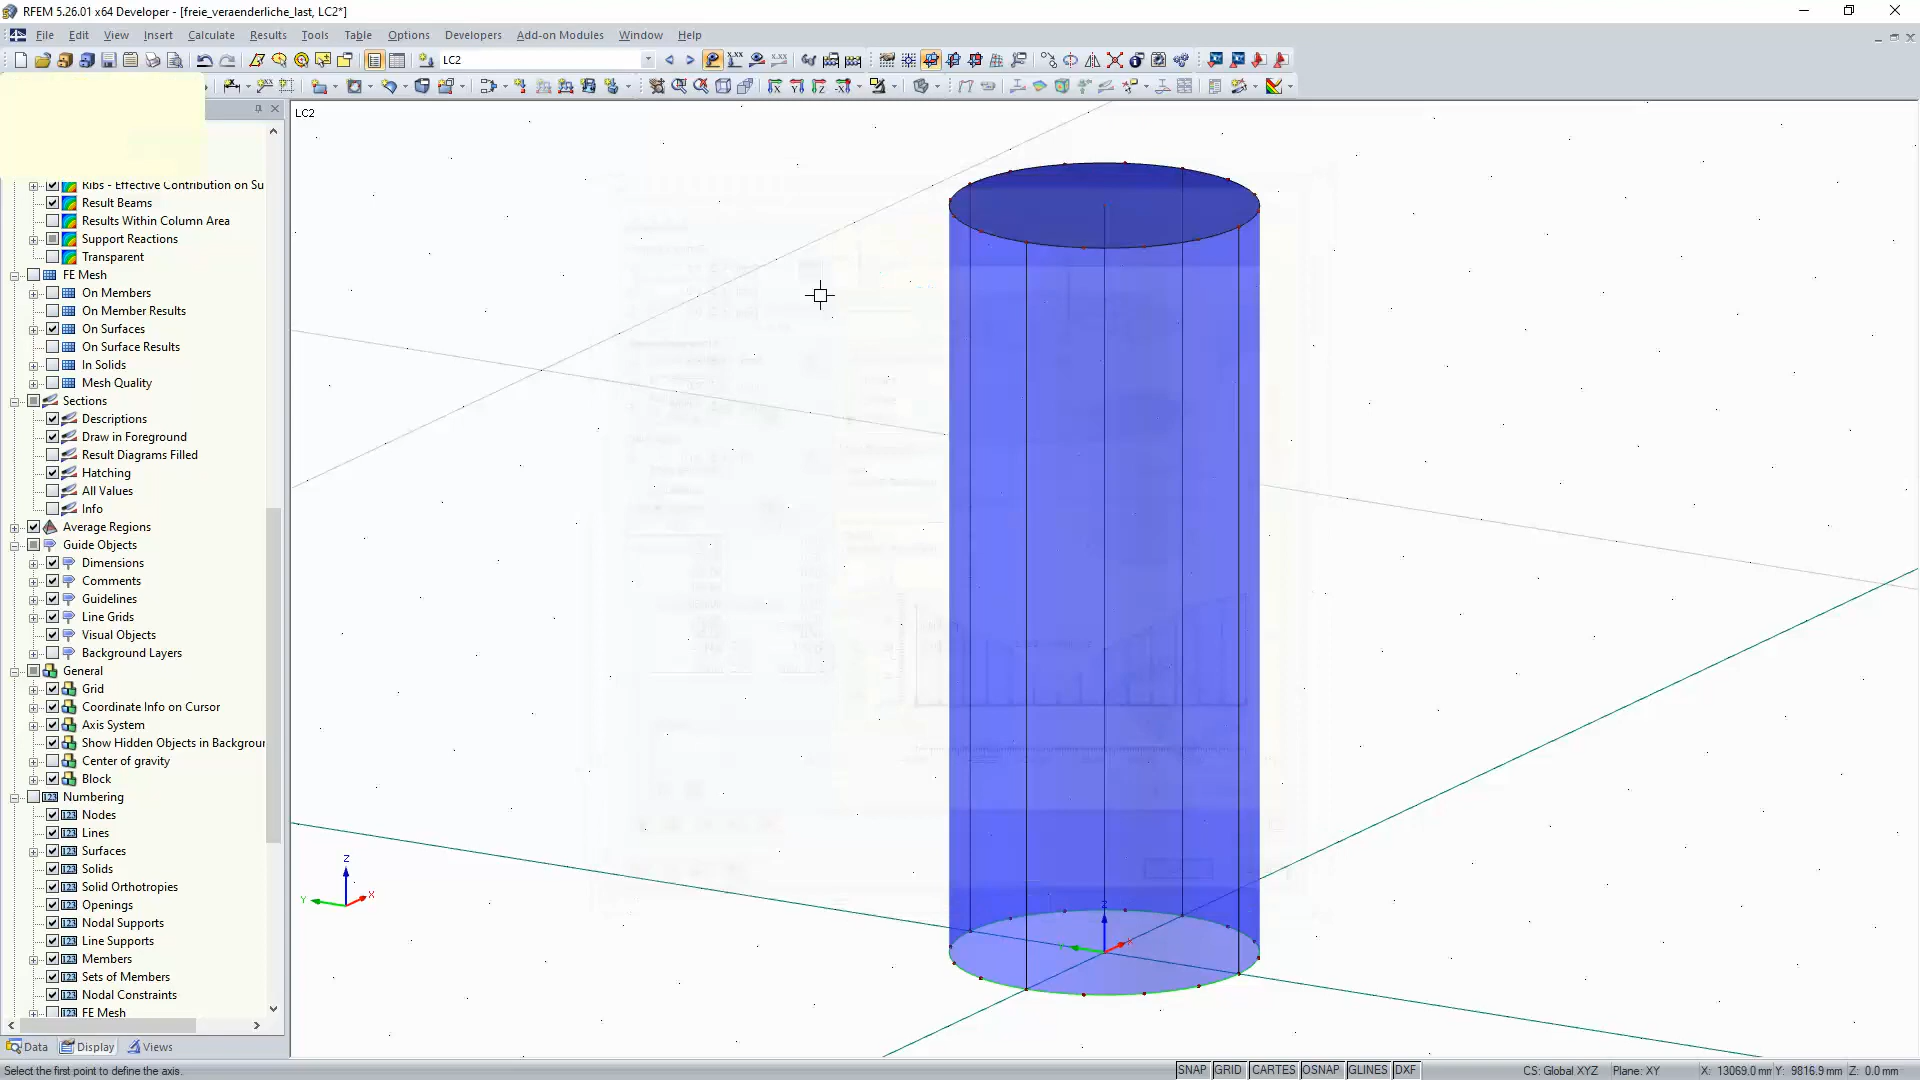 RFEM 5.26.01 x64 Developer - [freie_veraenderliche_last, LC2*]
File Edit View Insert Calculate Results Tools Table Options Developers Add-on Modules Window Help
LC2
LC2
Ribs - Effective Contribution on Su
Result Beams
Results Within Column Area
Support Reactions
Transparent
FE Mesh
On Members
On Member Results
On Surfaces
On Surface Results
In Solids
Mesh Quality
Sections
Descriptions
Draw in Foreground
Result Diagrams Filled
Hatching
All Values
Info
Average Regions
Guide Objects
Dimensions
Comments
Guidelines
Line Grids
Visual Objects
Background Layers
General
Grid
Coordinate Info on Cursor
Axis System
Show Hidden Objects in Backgrour
Center of gravity
Block
Numbering
Nodes
Lines
Surfaces
Solids
Solid Orthotropies
Openings
Nodal Supports
Line Supports
Members
Sets of Members
Nodal Constraints
FE Mesh
Z
Y
X
Z
Data Display Views
Select the first point to define the axis.
SNAP GRID CARTES OSNAP GLINES DXF
CS: Global XYZ Plane: XY X: 13069.0 mm Y: 9816.9 mm Z: 0.0 mm